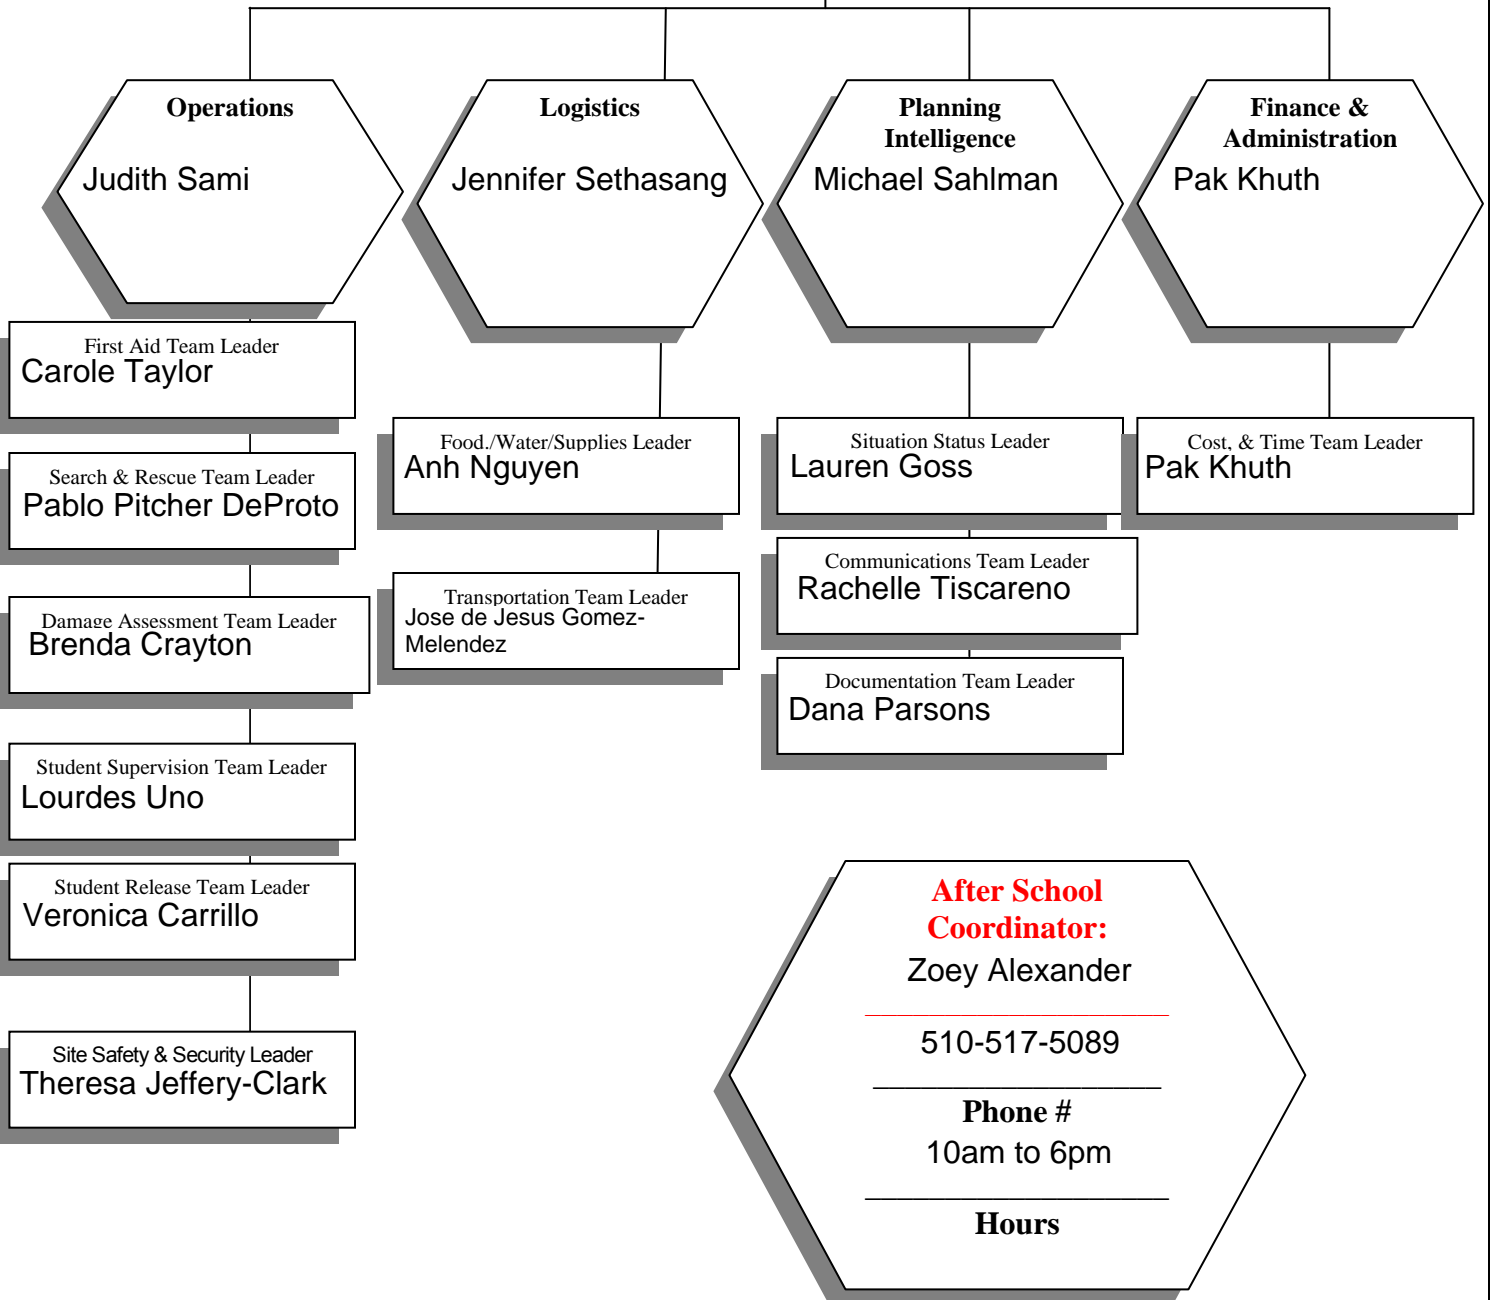 Operations
Judith Sami
Logistics
Jennifer Sethasang
Planning
Intelligence
Michael Sahlman
Finance &
Administration
Pak Khuth
First Aid Team Leader
Carole Taylor
Search & Rescue Team Leader
Pablo Pitcher DeProto
Damage Assessment Team Leader
Brenda Crayton
Student Supervision Team Leader
Lourdes Uno
Student Release Team Leader
Veronica Carrillo
Site Safety & Security Leader
Theresa Jeffery-Clark
Food./Water/Supplies Leader
Anh Nguyen
Transportation Team Leader
Jose de Jesus Gomez-
Melendez
Situation Status Leader
Lauren Goss
Communications Team Leader
Rachelle Tiscareno
Documentation Team Leader
Dana Parsons
Cost, & Time Team Leader
Pak Khuth
After School
Coordinator:
Zoey Alexander
510-517-5089
Phone #
10am to 6pm
Hours